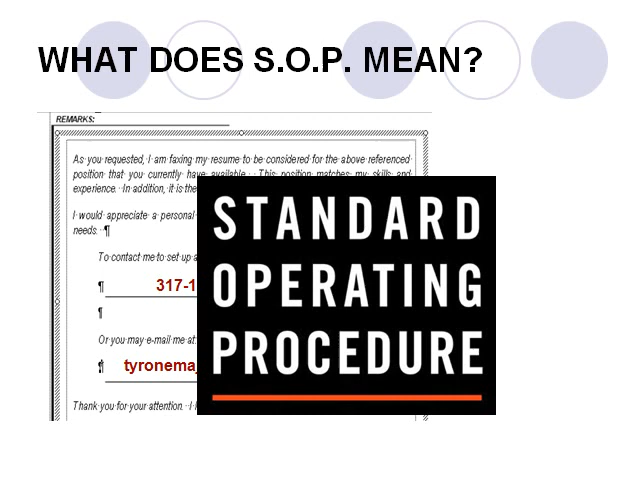 WHAT DOES S.O.P. MEAN?
REMARKS:
As you requested, I am faxing my resume to be considered for the above referenced
position that you currently have available. This position matches my skills and
experience. In addition, it is the
I would appreciate a personal
needs. ¶
To contact me to set up a
¶ 317-1
¶
Or you may e-mail me at:
¶ tyronema
Thank you for your attention. I
STANDARD
OPERATING
PROCEDURE